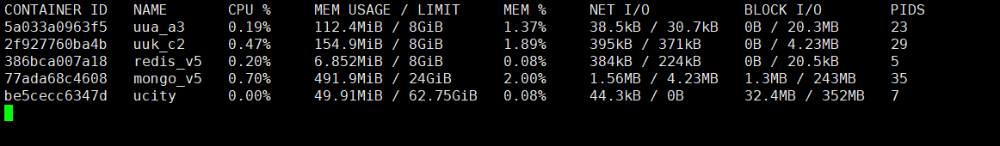 CONTAINER ID NAME CPU % MEM USAGE / LIMIT MEM % NET I/O BLOCK I/O PIDS
5a033a0963f5 uua_a3 0.19% 112.4MiB / 8GiB 1.37% 38.5kB / 30.7kB 0B / 20.3MB 23
2f927760ba4b uuk_c2 0.47% 154.9MiB / 8GiB 1.89% 395kB / 371kB 0B / 4.23MB 29
386bca007a18 redis_v5 0.20% 6.852MiB / 8GiB 0.08% 384kB / 224kB 0B / 20.5kB 5
77ada68c4608 mongo_v5 0.70% 491.9MiB / 24GiB 2.00% 1.56MB / 4.23MB 1.3MB / 243MB 35
be5cecc6347d ucity 0.00% 49.91MiB / 62.75GiB 0.08% 44.3kB / 0B 32.4MB / 352MB 7